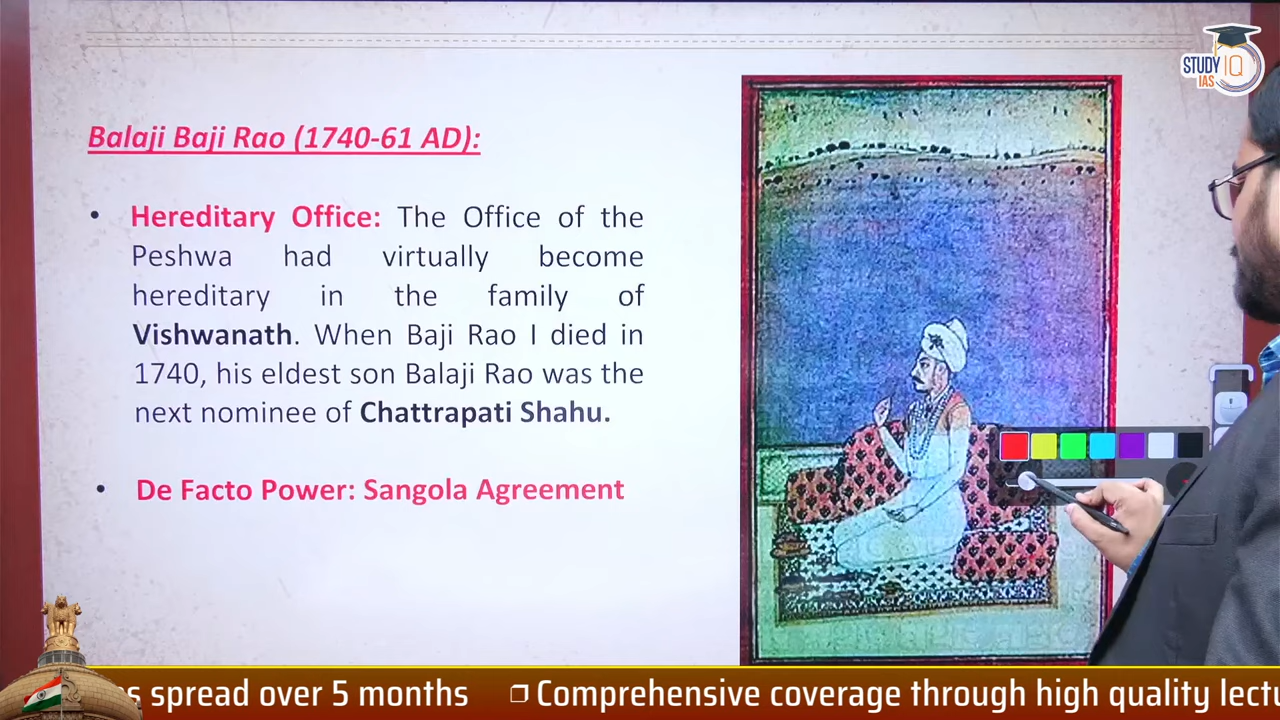 STUDY IQ
IAS
Balaji Baji Rao (1740-61 AD):
• Hereditary Office: The Office of the
Peshwa had virtually become
hereditary in the family of
Vishwanath. When Baji Rao I died in
1740, his eldest son Balaji Rao was the
next nominee of Chattrapati Shahu.
• De Facto Power: Sangola Agreement
s spread over 5 months ❐ Comprehensive coverage through high quality lectu